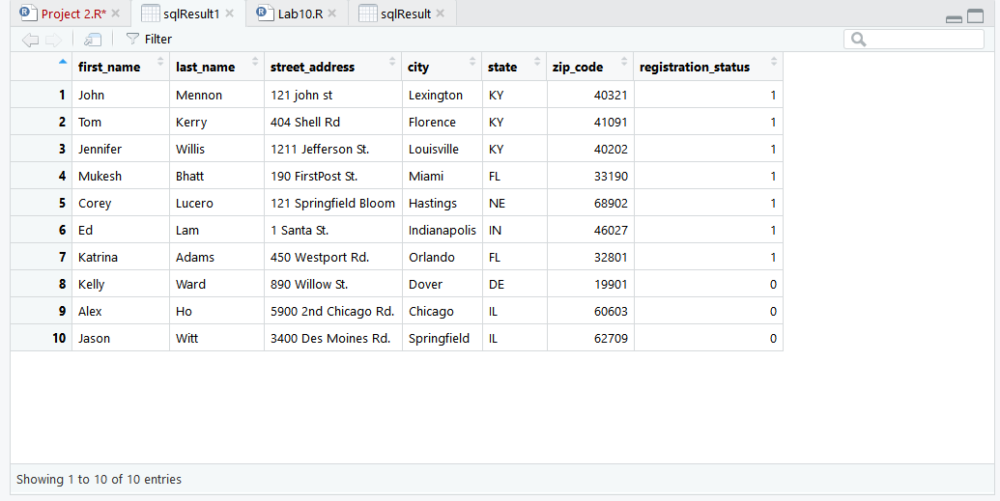 Project 2.R* sqlResult1 Lab10.R sqlResult
Filter
first_name last_name street_address city state zip_code registration_status
1 John Mennon 121 john st Lexington KY 40321 1
2 Tom Kerry 404 Shell Rd Florence KY 41091 1
3 Jennifer Willis 1211 Jefferson St. Louisville KY 40202 1
4 Mukesh Bhatt 190 FirstPost St. Miami FL 33190 1
5 Corey Lucero 121 Springfield Bloom Hastings NE 68902 1
6 Ed Lam 1 Santa St. Indianapolis IN 46027 1
7 Katrina Adams 450 Westport Rd. Orlando FL 32801 1
8 Kelly Ward 890 Willow St. Dover DE 19901 0
9 Alex Ho 5900 2nd Chicago Rd. Chicago IL 60603 0
10 Jason Witt 3400 Des Moines Rd. Springfield IL 62709 0
Showing 1 to 10 of 10 entries